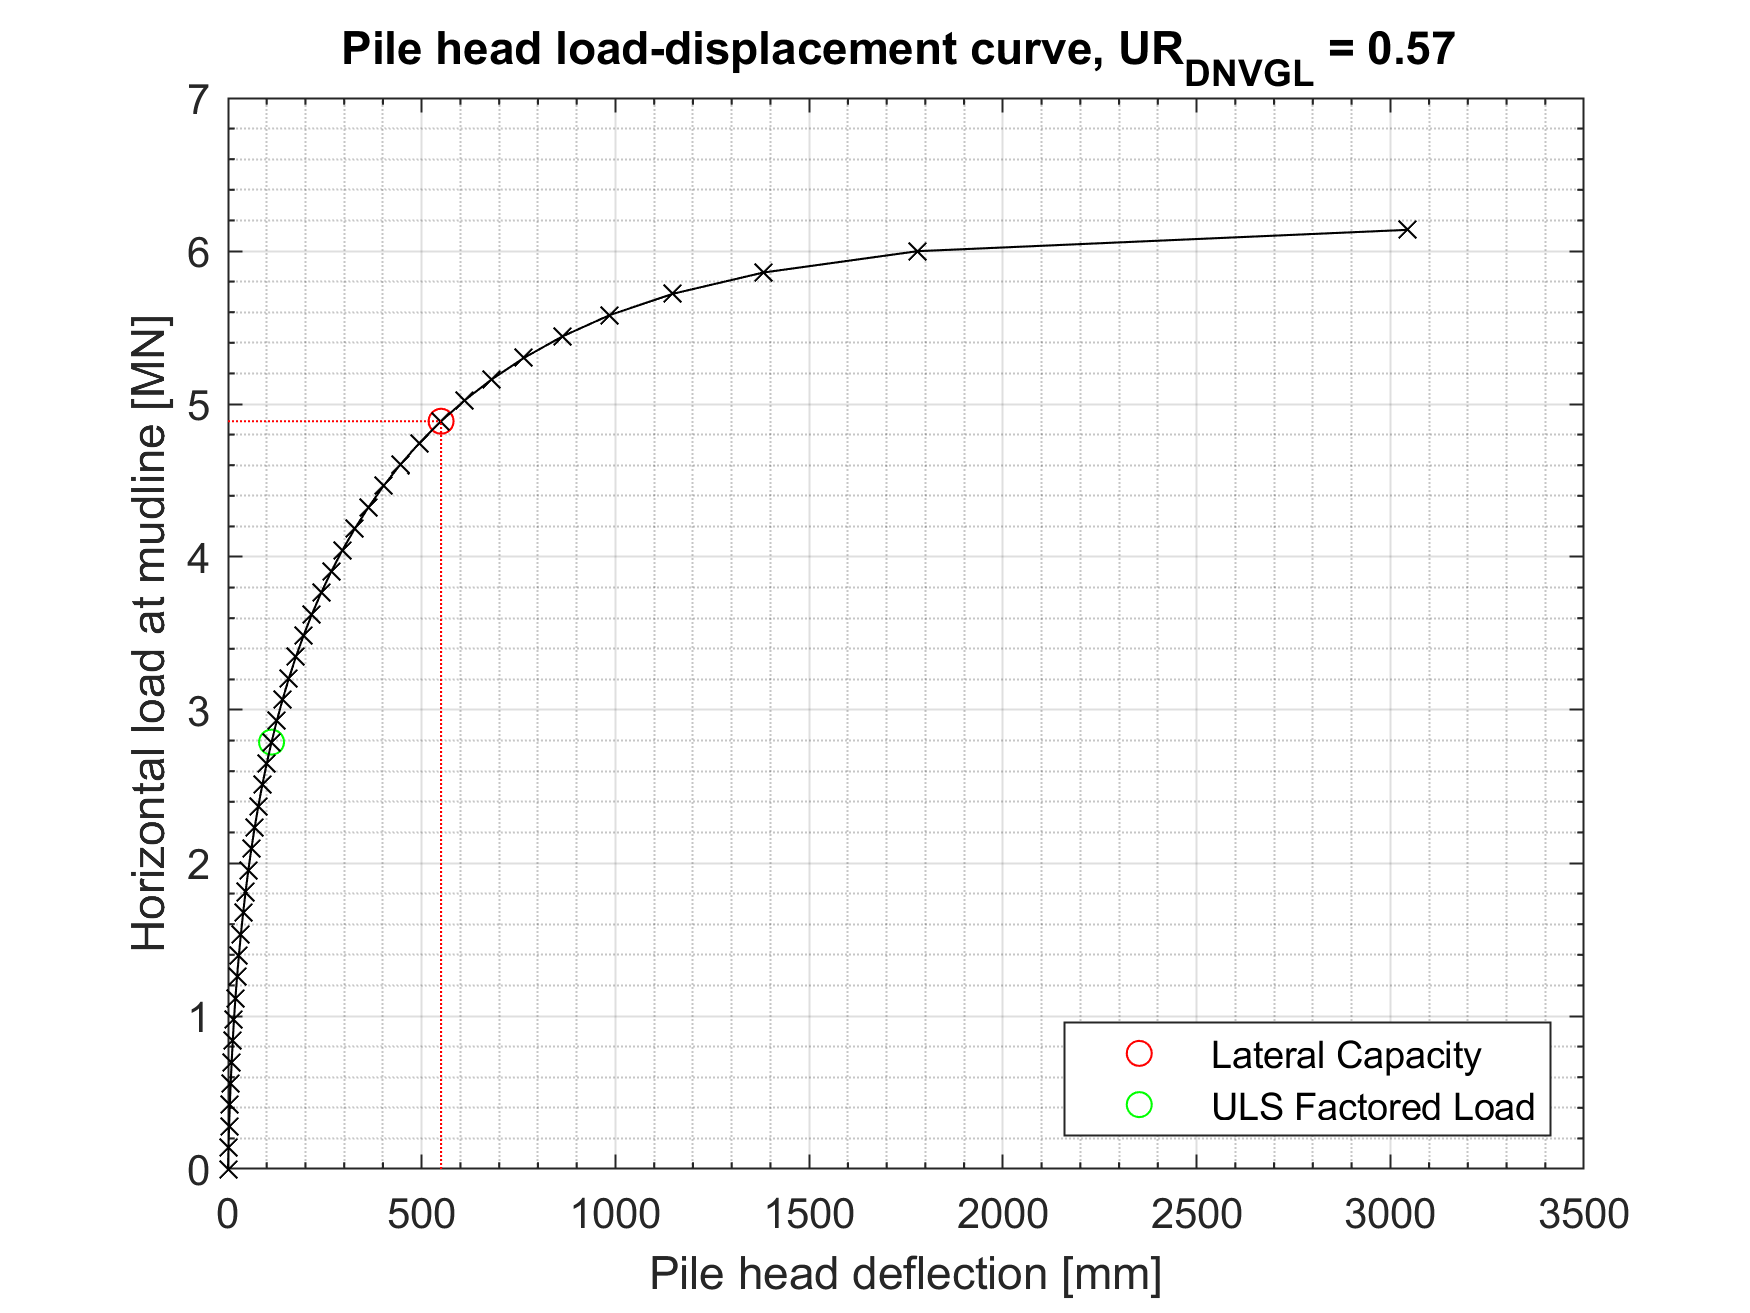 Pile head load-displacement curve, UR_DNVGL = 0.57
7
6
5
4
3
2
1
0
Horizontal load at mudline [MN]
Lateral Capacity
ULS Factored Load
0 500 1000 1500 2000 2500 3000 3500
Pile head deflection [mm]